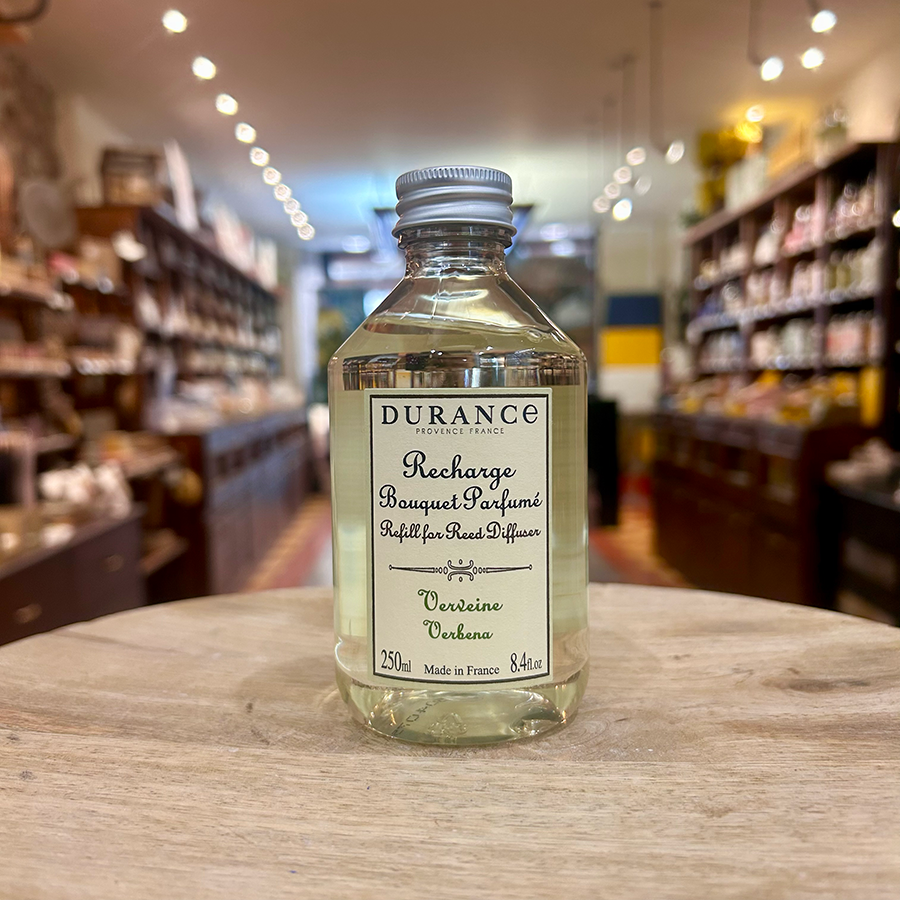 DURANCE
PROVENCE FRANCE
Recharge
Bouquet Parfumé
Refill for Reed Diffuser
Verveine
Verbena
250ml Made in France 8,4fl.oz